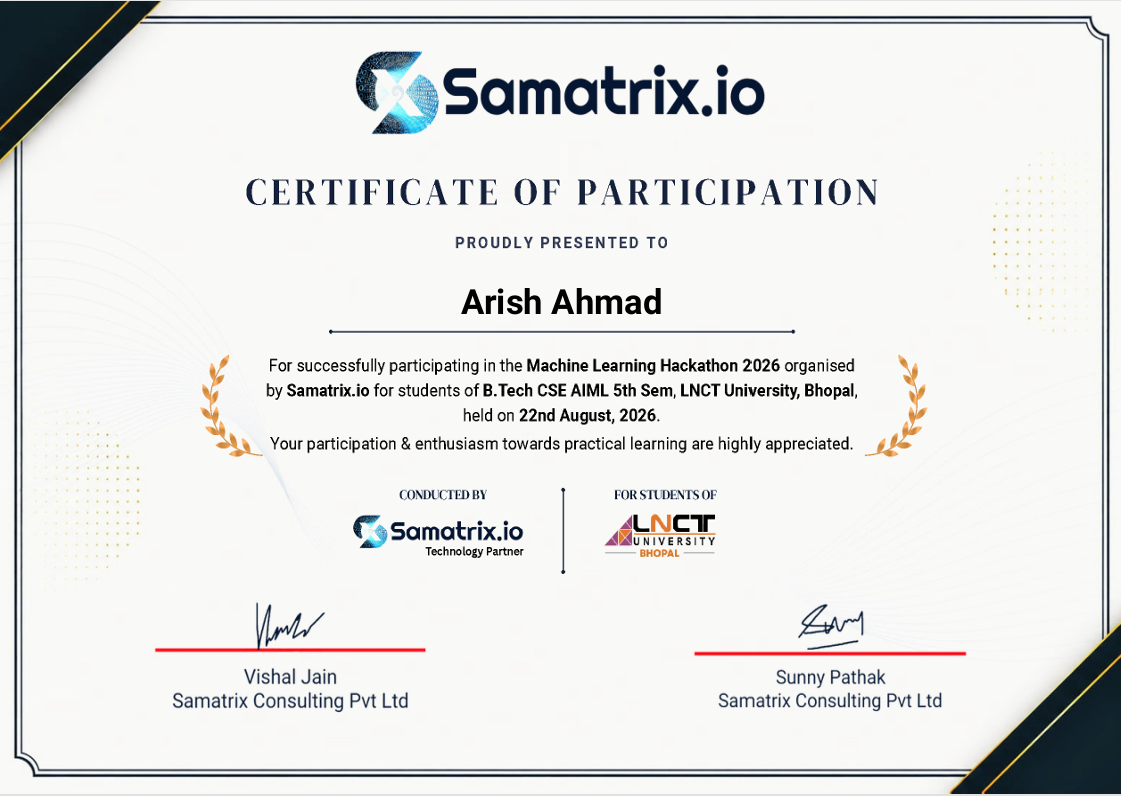 Samatrix.io
CERTIFICATE OF PARTICIPATION
PROUDLY PRESENTED TO
Arish Ahmad
For successfully participating in the Machine Learning Hackathon 2026 organised
by Samatrix.io for students of B.Tech CSE AIML 5th Sem, LNCT University, Bhopal,
held on 22nd August, 2026.
Your participation & enthusiasm towards practical learning are highly appreciated.
CONDUCTED BY
Samatrix.io
Technology Partner
FOR STUDENTS OF
LNCT
UNIVERSITY
BHOPAL
Vishal Jain
Samatrix Consulting Pvt Ltd
Sunny Pathak
Samatrix Consulting Pvt Ltd